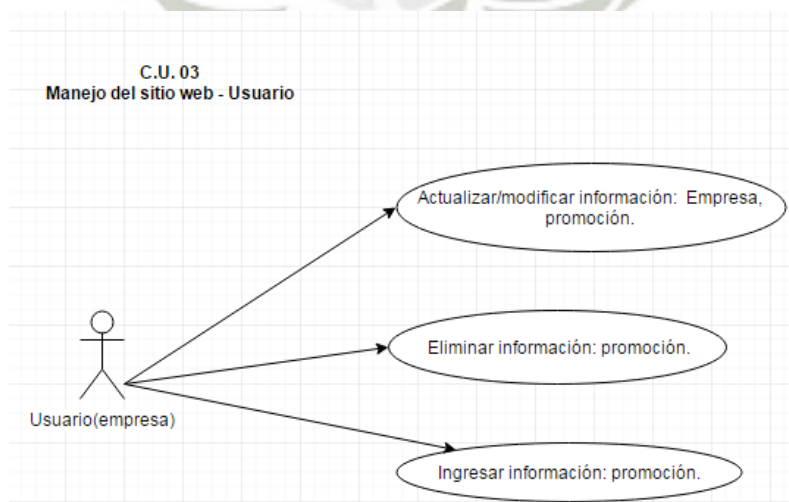 C.U. 03
Manejo del sitio web - Usuario
Actualizar/modificar información: Empresa,
promoción.
Eliminar información: promoción.
Usuario(empresa)
Ingresar información: promoción.